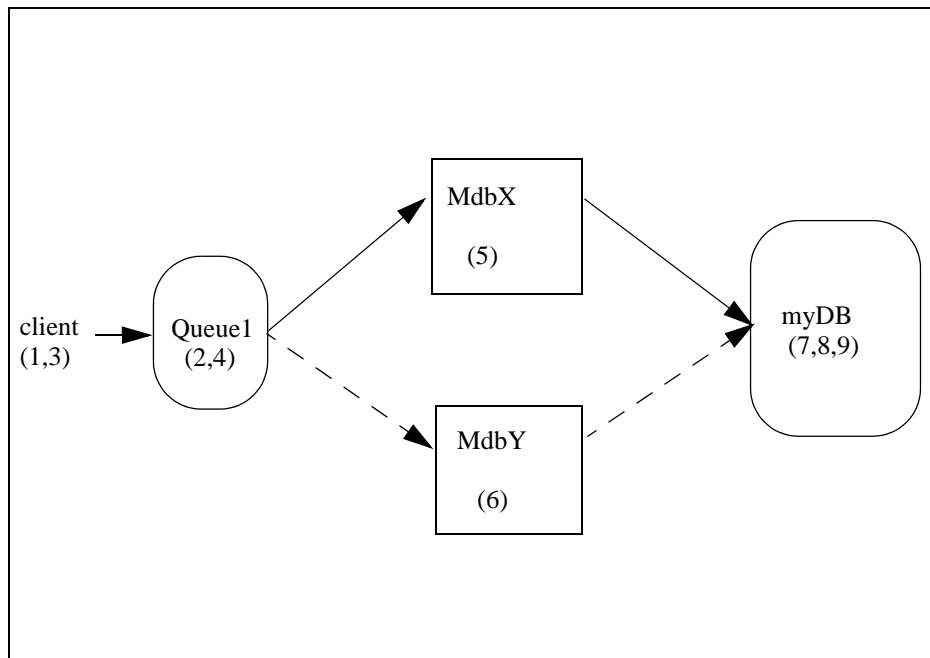 client
(1,3)
Queue1
(2,4)
MdbX
(5)
MdbY
(6)
myDB
(7,8,9)